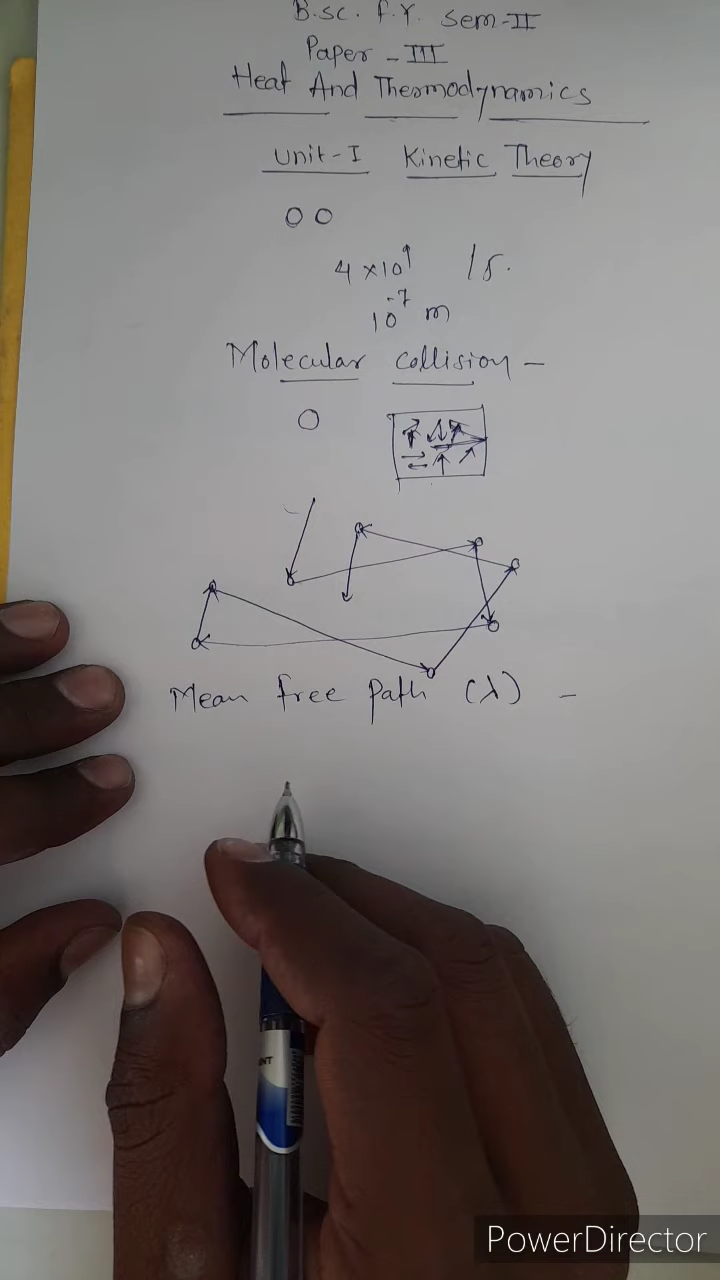 B.Sc. F.Y. Sem-II
Paper - III
Heat And Thermodynamics
Unit-I Kinetic Theory
4 × 10⁹ /s.
10⁻⁷ m
Molecular collision -
Mean free Path (λ) -
PowerDirector